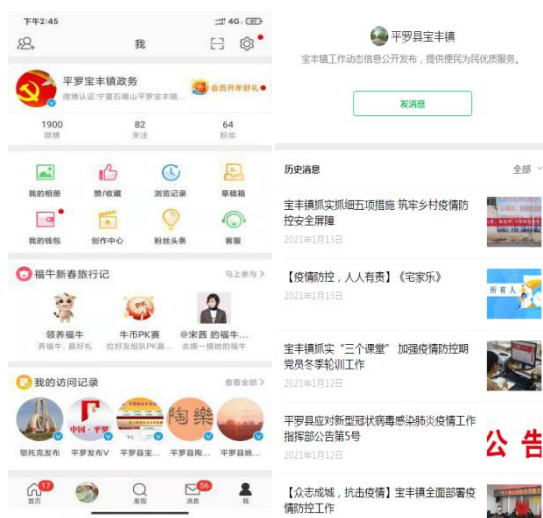 下午2:45
4G
我
平罗宝丰镇政务
微博认证:宁夏石嘴山平罗宝丰镇...
会员开年好礼
1900
82
64
微博
关注
粉丝
我的相册
赞/收藏
浏览记录
草稿箱
我的钱包
创作中心
粉丝头条
客服
福牛新春旅行记
马上参与
PK
领养福牛
牛币PK赛
@宋茜 的福牛...
养福牛, 赢好礼
拉好友组队PK赢...
去摸一摸她的福牛
我的访问记录
查看全部
中国·平罗
陶樂
鄂托克发布
平罗发布V
平罗县宝...
平罗县陶...
平罗县姚...
17
56
首页
发现
消息
我
平罗县宝丰镇
宝丰镇工作动态信息公开发布，提供便民为民优质服务。
发消息
历史消息
全部
宝丰镇抓实抓细五项措施 筑牢乡村疫情防
控安全屏障
2021年1月13日
【疫情防控，人人有责】《宅家乐》
2021年1月13日
所有人
宝丰镇抓实“三个课堂” 加强疫情防控期
党员冬季轮训工作
2021年1月12日
平罗县应对新型冠状病毒感染肺炎疫情工作
指挥部公告第5号
2021年1月12日
公 告
【众志成城，抗击疫情】宝丰镇全面部署疫
情防控工作